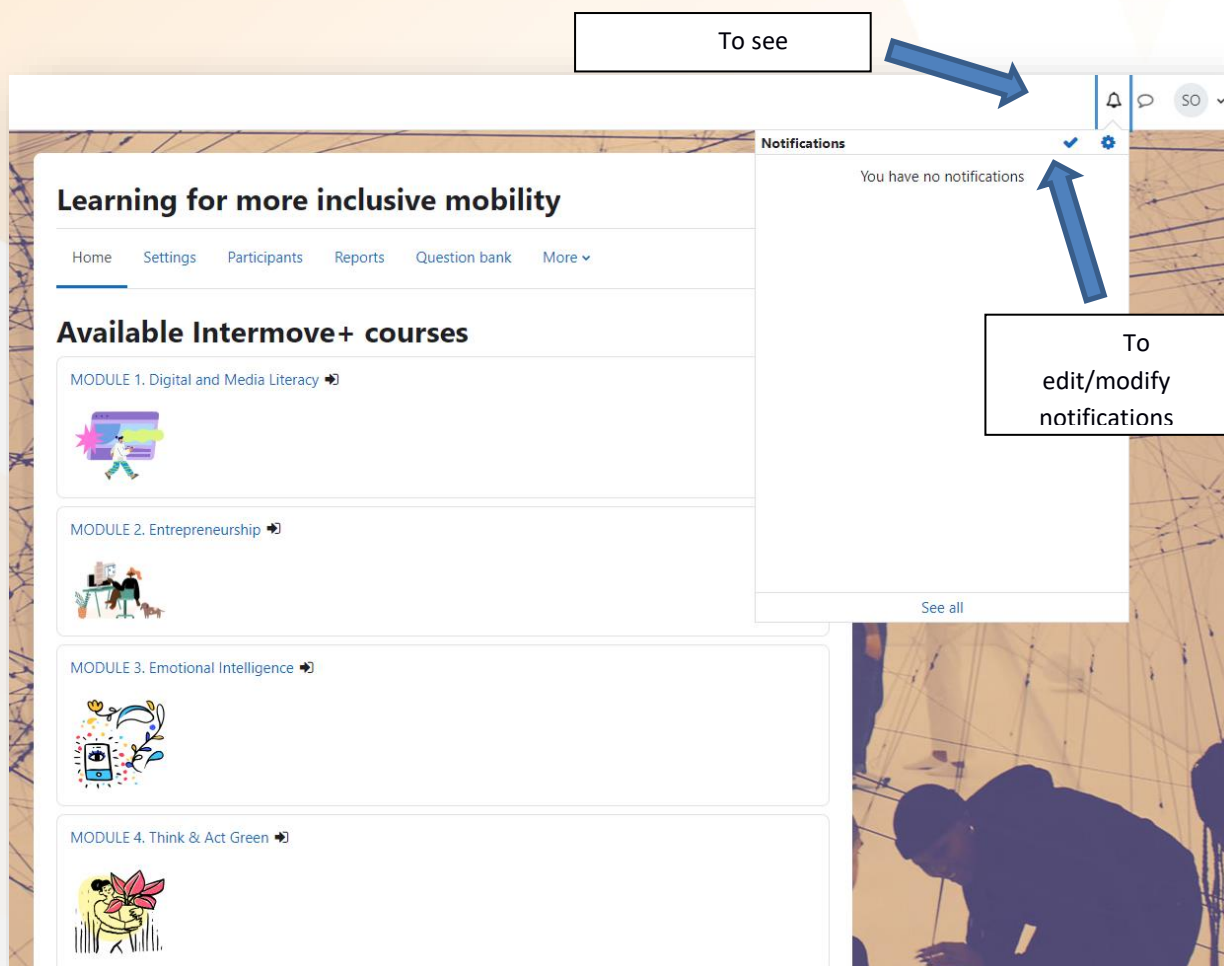 To see
SO
Notifications
You have no notifications
Learning for more inclusive mobility
Home Settings Participants Reports Question bank More
To
edit/modify
notifications
Available Intermove+ courses
MODULE 1. Digital and Media Literacy
MODULE 2. Entrepreneurship
See all
MODULE 3. Emotional Intelligence
MODULE 4. Think & Act Green